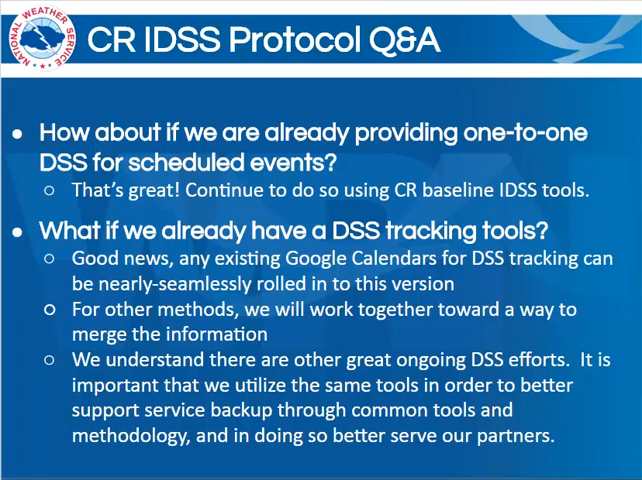 NATIONAL WEATHER SERVICE
CR IDSS Protocol Q&A
● How about if we are already providing one-to-one
DSS for scheduled events?
○ That's great! Continue to do so using CR baseline IDSS tools.
● What if we already have a DSS tracking tools?
○ Good news, any existing Google Calendars for DSS tracking can
be nearly-seamlessly rolled in to this version
○ For other methods, we will work together toward a way to
merge the information
○ We understand there are other great ongoing DSS efforts. It is
important that we utilize the same tools in order to better
support service backup through common tools and
methodology, and in doing so better serve our partners.